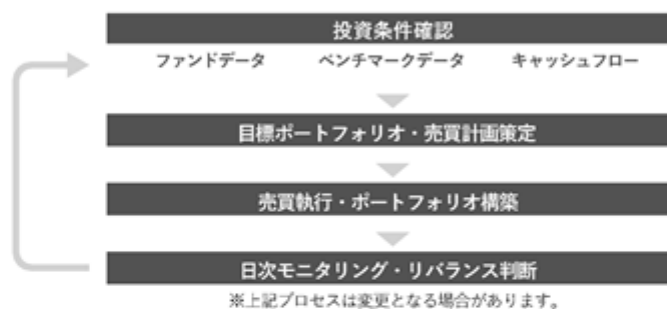 投資条件確認
ファンドデータ ベンチマークデータ キャッシュフロー
目標ポートフォリオ・売買計画策定
売買執行・ポートフォリオ構築
日次モニタリング・リバランス判断
※上記プロセスは変更となる場合があります。